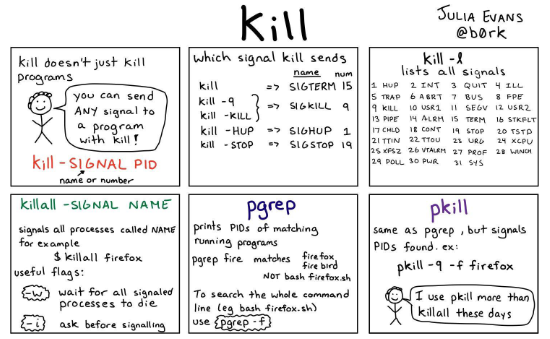 kill
JULIA EVANS
@b0rk
kill doesn't just kill
programs
you can send
ANY signal to
a program
with kill!
kill -SIGNAL PID
name or number
which signal kill sends
name num
kill => SIGTERM 15
kill -9
kill -KILL => SIGKILL 9
kill -HUP => SIGHUP 1
kill -STOP => SIGSTOP 19
kill -l
lists all signals
1 HUP 2 INT 3 QUIT 4 ILL
5 TRAP 6 ABRT 7 BUS 8 FPE
9 KILL 10 USR1 11 SEGV 12 USR2
13 PIPE 14 ALRM 15 TERM 16 STKFLT
17 CHLD 18 CONT 19 STOP 20 TSTP
21 TTIN 22 TTOU 23 URG 24 XCPU
25 XFSZ 26 VTALRM 27 PROF 28 WINCH
29 POLL 30 PWR 31 SYS
killall -SIGNAL NAME
signals all processes called NAME
for example
$ killall firefox
useful flags:
-w wait for all signaled
processes to die
-i ask before signalling
pgrep
prints PIDs of matching
running programs
pgrep fire matches firefox
firebird
NOT bash firefox.sh
To search the whole command
line (eg bash firefox.sh)
use pgrep -f
pkill
same as pgrep, but signals
PIDs found. ex:
pkill -9 -f firefox
I use pkill more than
killall these days